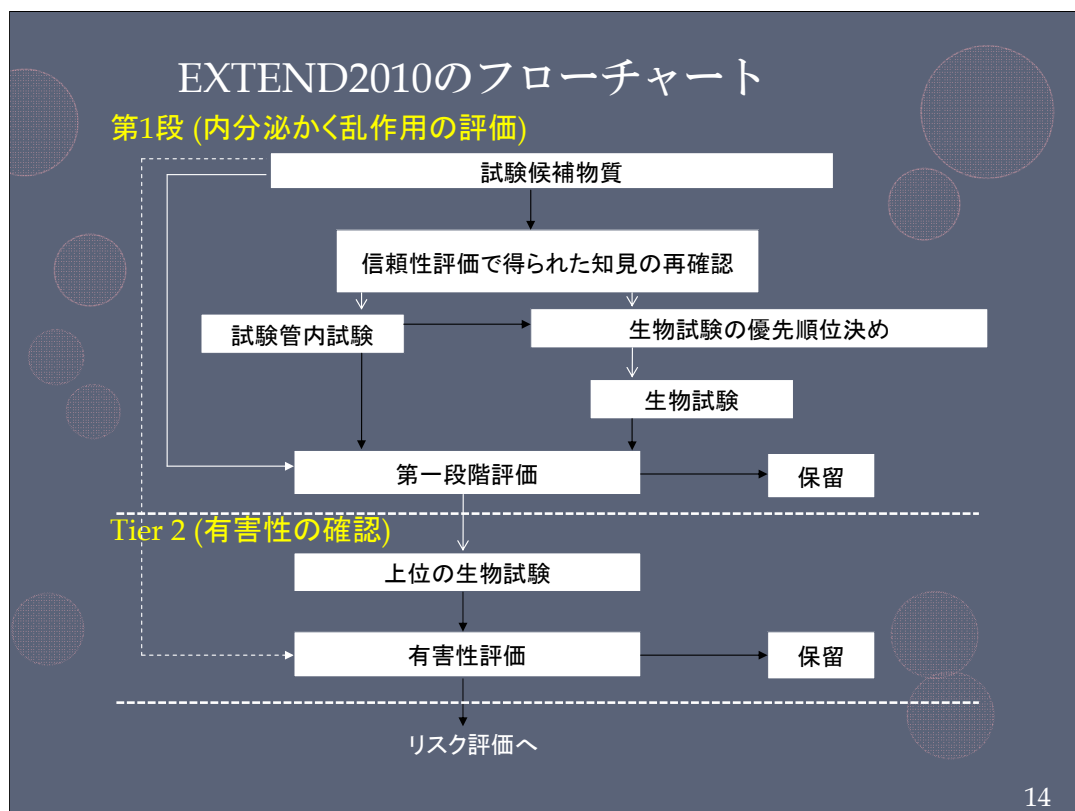 EXTEND2010のフローチャート
第1段 (内分泌かく乱作用の評価)
試験候補物質
信頼性評価で得られた知見の再確認
試験管内試験
生物試験の優先順位決め
生物試験
第一段階評価
保留
Tier 2 (有害性の確認)
上位の生物試験
有害性評価
保留
リスク評価へ
14